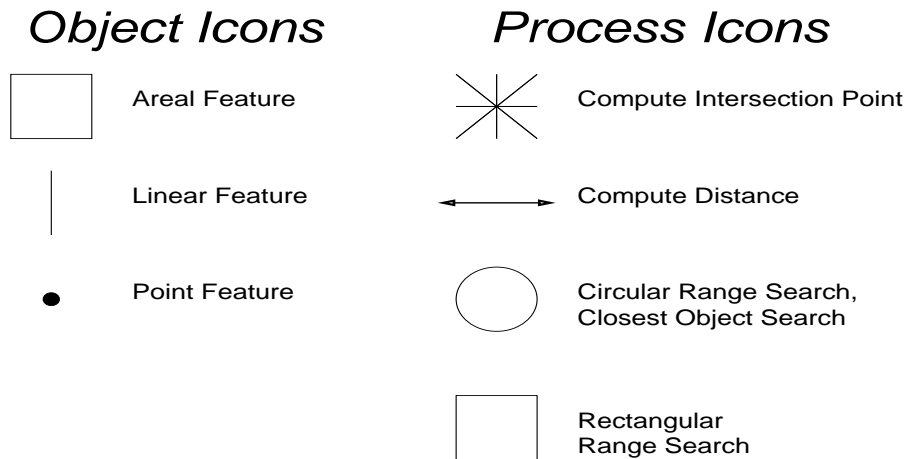 Object Icons
Areal Feature
Linear Feature
Point Feature
Process Icons
Compute Intersection Point
Compute Distance
Circular Range Search,
Closest Object Search
Rectangular
Range Search